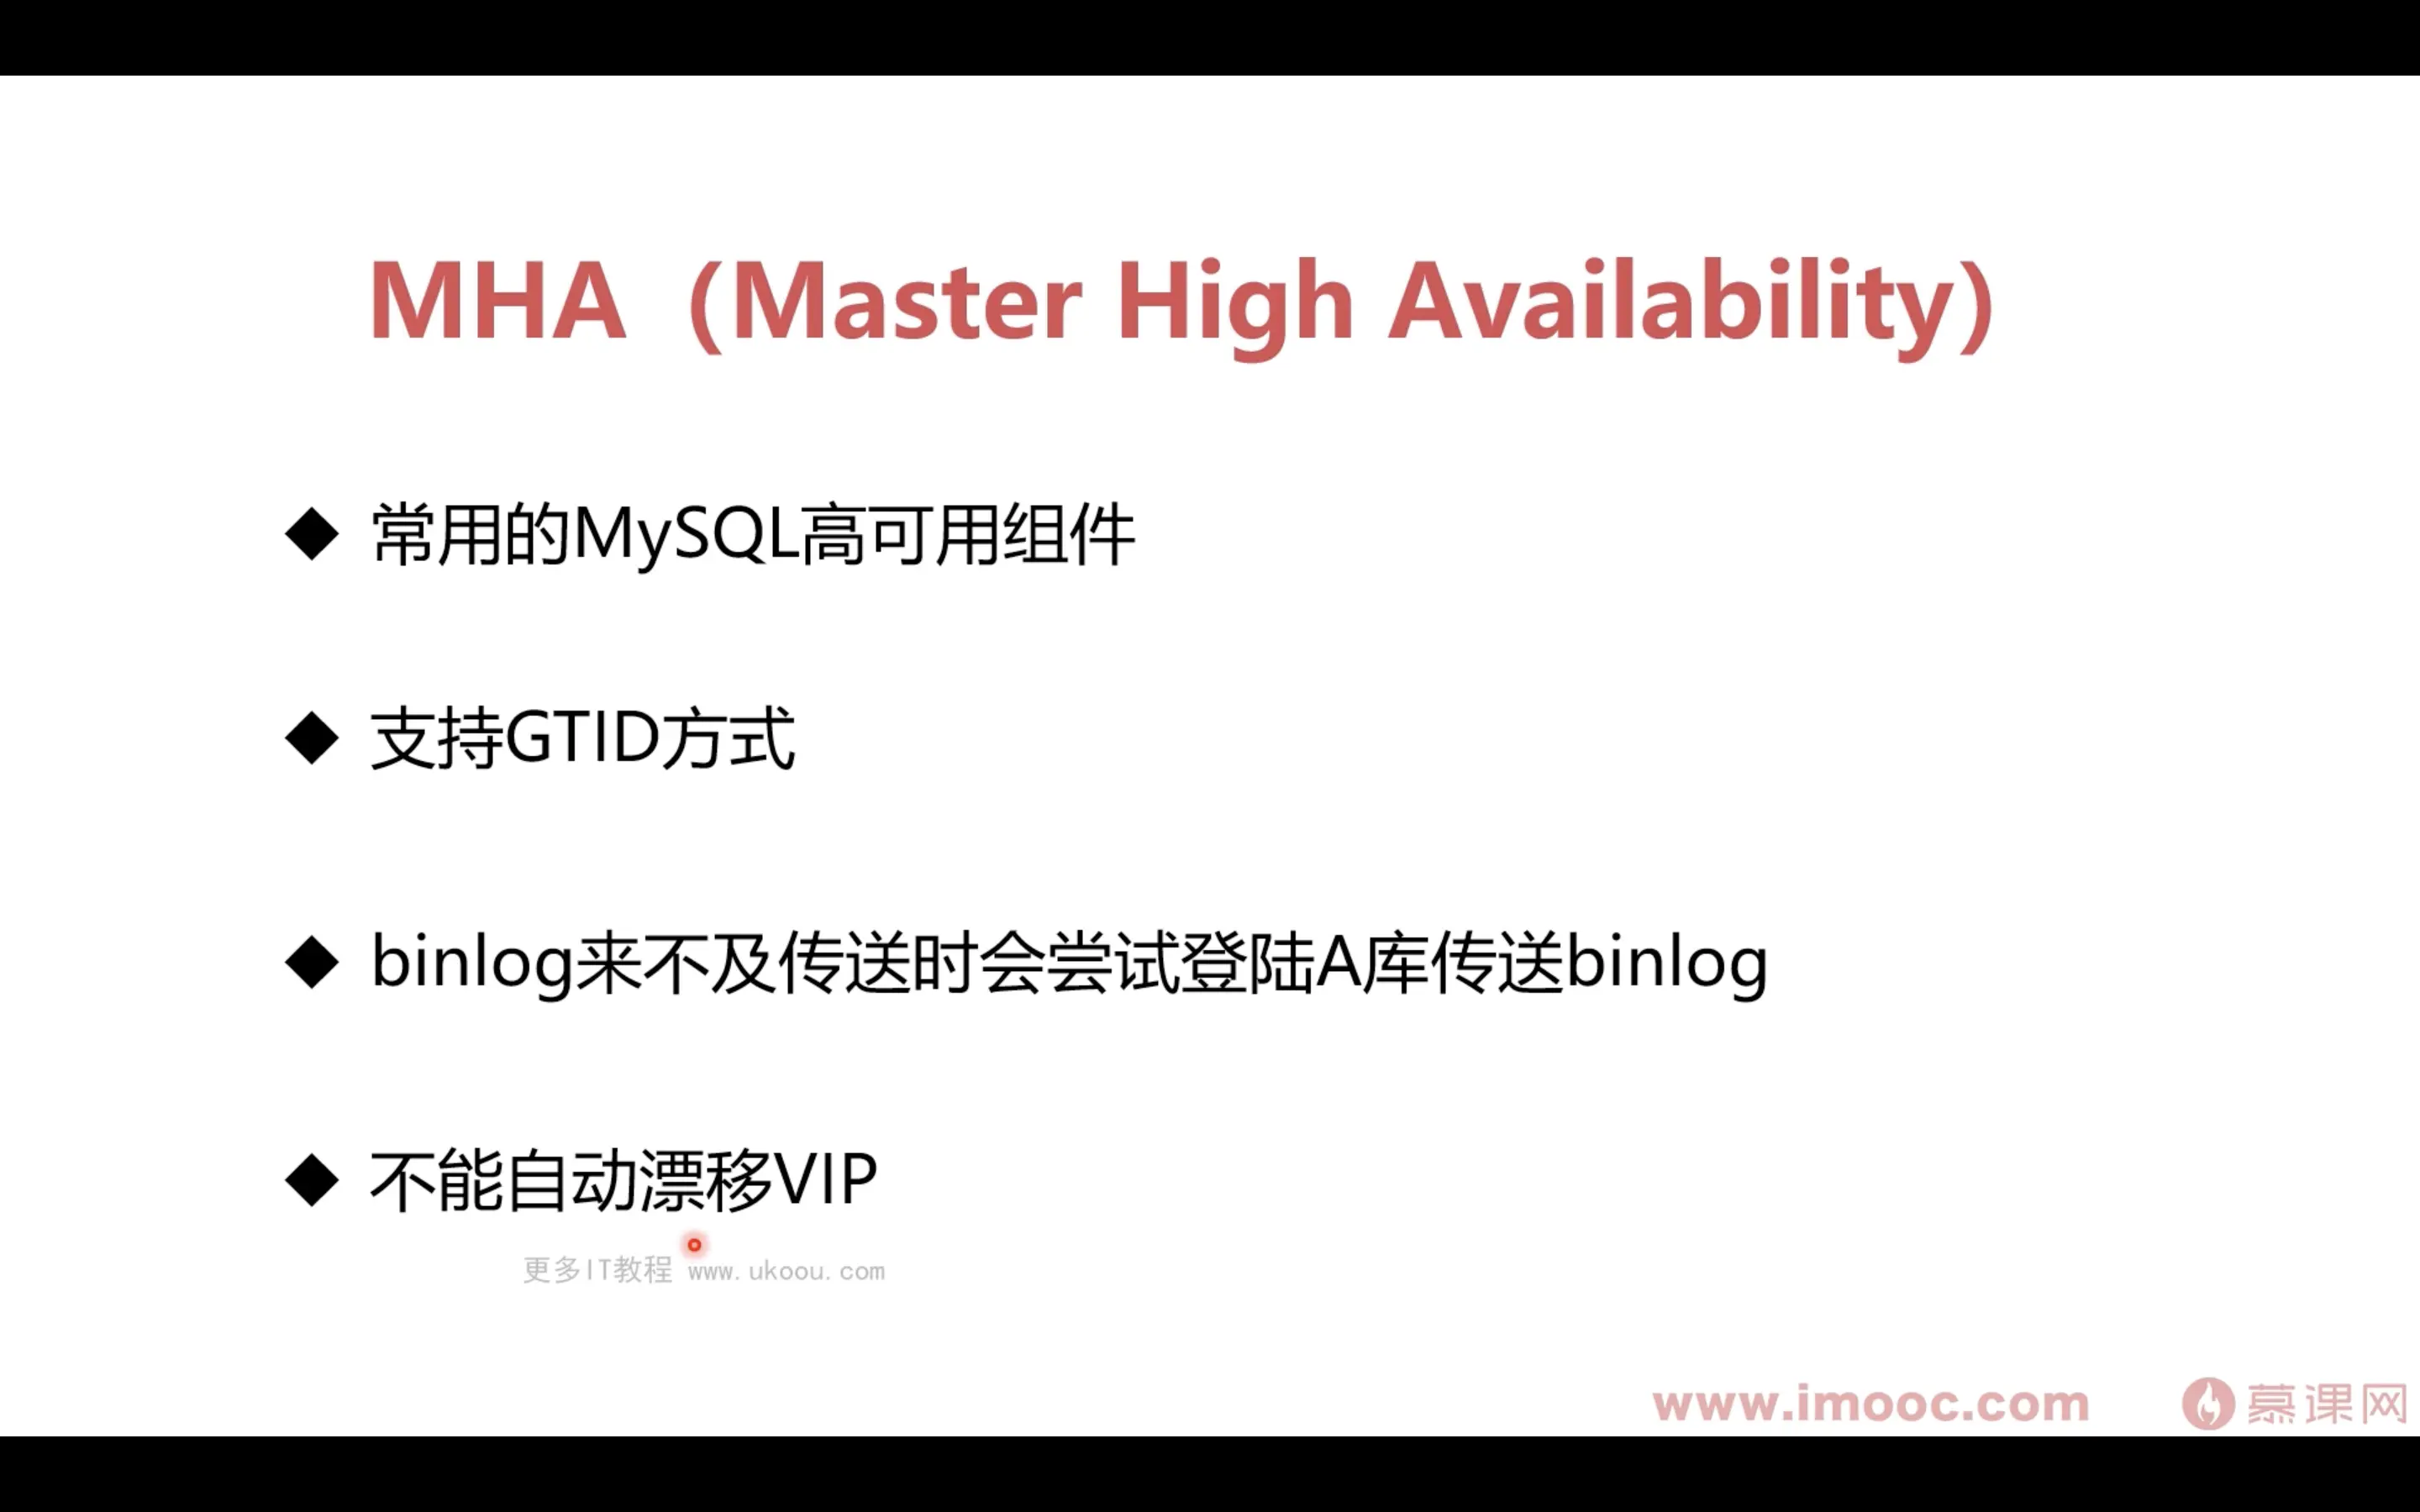 MHA（Master High Availability）
◆ 常用的MySQL高可用组件
◆ 支持GTID方式
◆ binlog来不及传送时会尝试登陆A库传送binlog
◆ 不能自动漂移VIP
更多IT教程 www.ukoou.com
www.imooc.com 慕课网